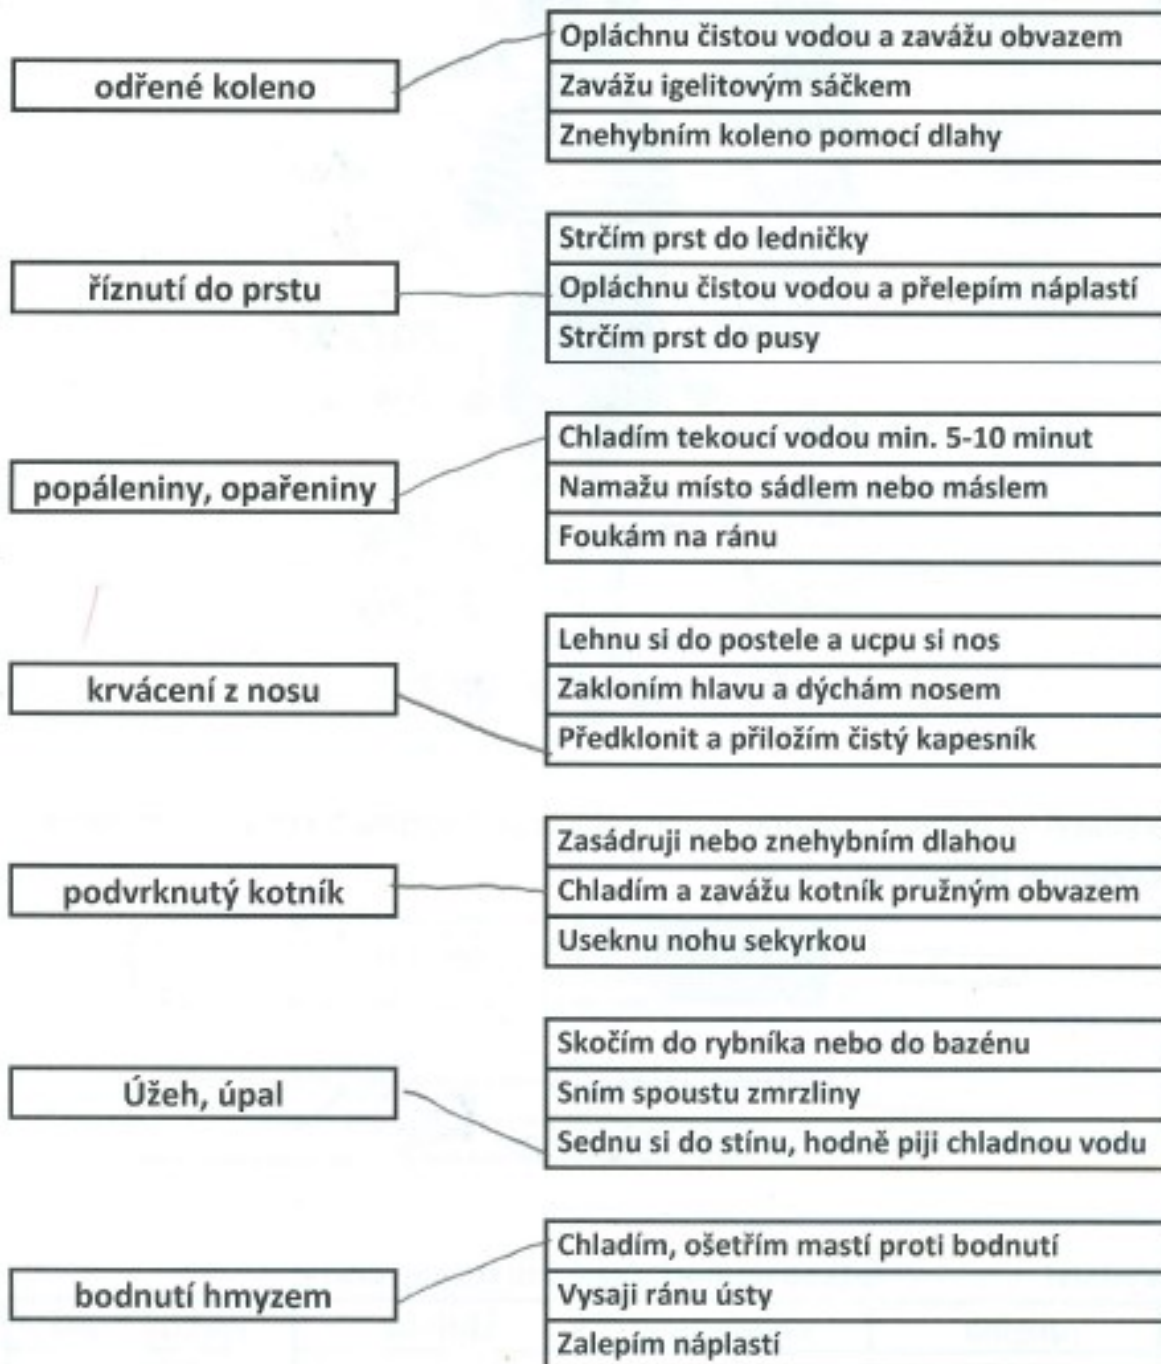 odřené koleno
Opláchnu čistou vodou a zavážu obvazem
Zavážu igelitovým sáčkem
Znehybním koleno pomocí dlahy
říznutí do prstu
Strčím prst do ledničky
Opláchnu čistou vodou a přelepím náplastí
Strčím prst do pusy
popáleniny, opařeniny
Chladím tekoucí vodou min. 5-10 minut
Namažu místo sádlem nebo máslem
Foukám na ránu
krvácení z nosu
Lehnu si do postele a ucpu si nos
Zakloním hlavu a dýchám nosem
Předklonit a přiložím čistý kapesník
podvrknutý kotník
Zasádruji nebo znehybním dlahou
Chladím a zavážu kotník pružným obvazem
Useknu nohu sekyrkou
Úžeh, úpal
Skočím do rybníka nebo do bazénu
Sním spoustu zmrzliny
Sednu si do stínu, hodně piji chladnou vodu
bodnutí hmyzem
Chladím, ošetřím mastí proti bodnutí
Vysaji ránu ústy
Zalepím náplastí